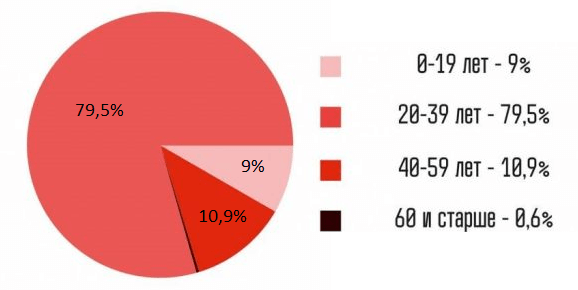 79,5%
9%
10,9%
0-19 лет - 9%
20-39 лет - 79,5%
40-59 лет - 10,9%
60 и старше - 0,6%